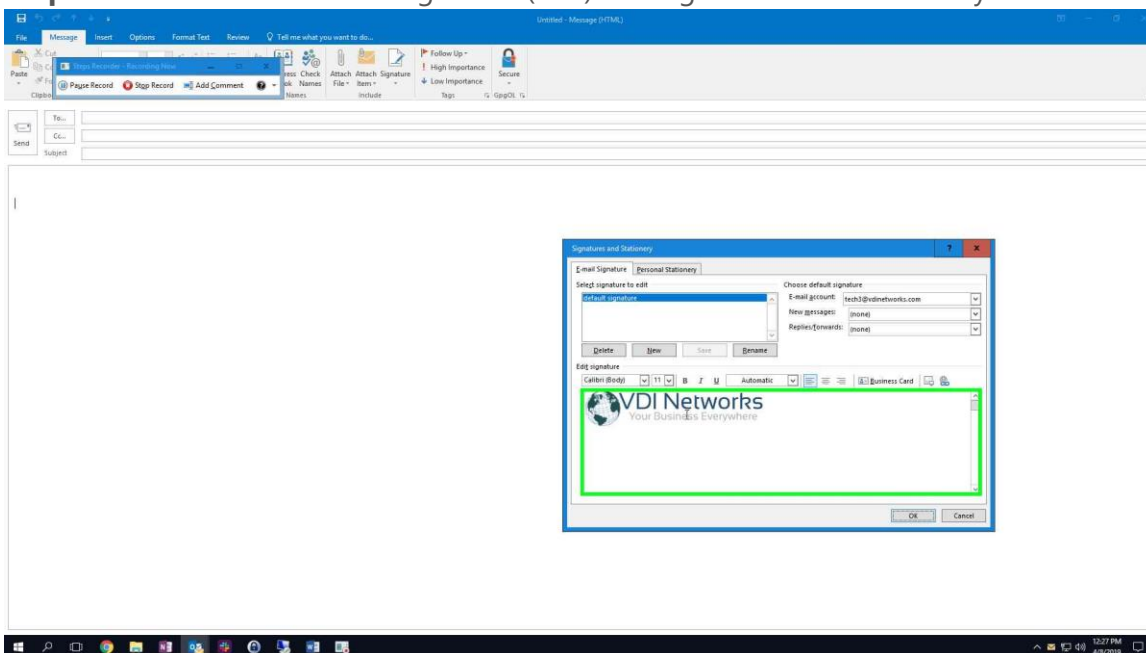 Untitled - Message (HTML)
File Message Insert Options Format Text Review Tell me what you want to do...
Steps Recorder - Recording Now
Pause Record Stop Record Add Comment
Paste
Cut
Check Names
Names
Attach File
Attach Item
Signature
Include
Follow Up
High Importance
Low Importance
Tags
Secure
GpgOL
Send
To...
Cc...
Subject
Signatures and Stationery
E-mail Signature Personal Stationery
Select signature to edit
default signature
Delete New Save Rename
Choose default signature
E-mail account: tech3@vdinetworks.com
New messages: (none)
Replies/forwards: (none)
Edit signature
Calibri (Body) 11 B I U Automatic Business Card
VDI Networks
Your Business Everywhere
OK Cancel
12:27 PM
4/8/2019